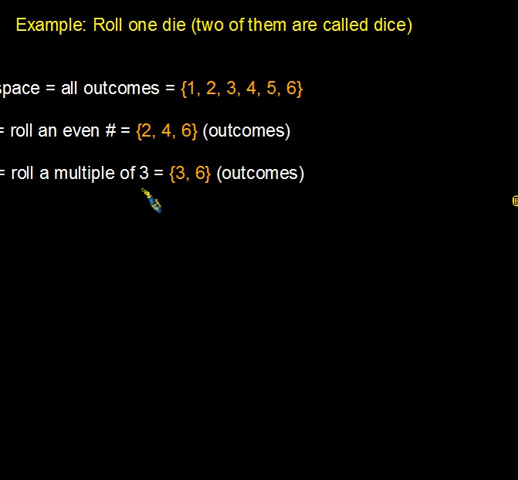 Example: Roll one die (two of them are called dice)
space = all outcomes = {1, 2, 3, 4, 5, 6}
= roll an even # = {2, 4, 6} (outcomes)
= roll a multiple of 3 = {3, 6} (outcomes)